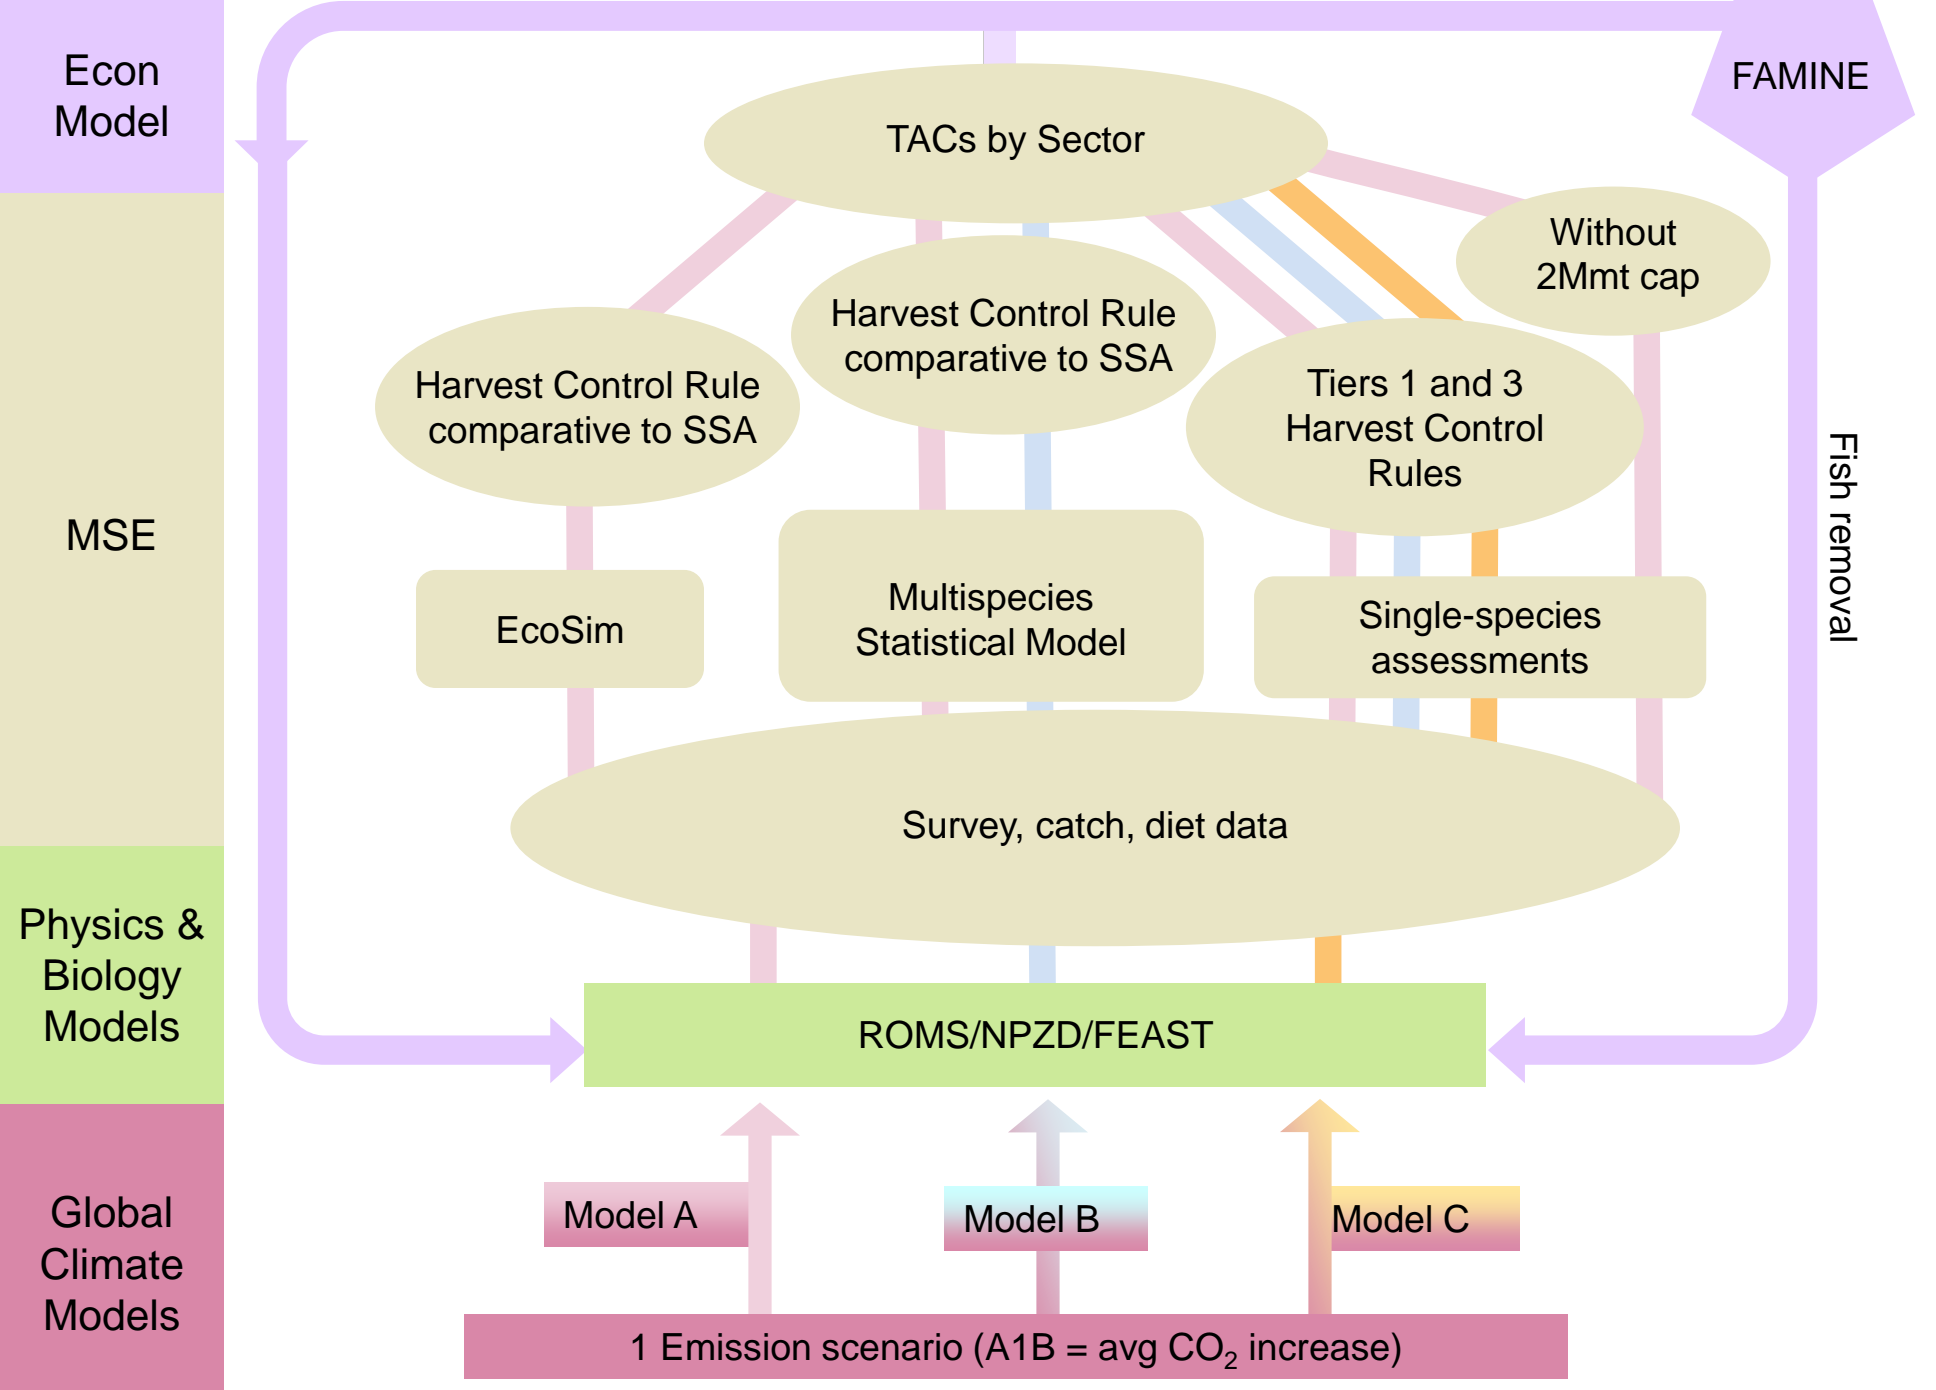 Econ
Model
FAMINE
TACs by Sector
Without
2Mmt cap
Harvest Control Rule
comparative to SSA
Harvest Control Rule
comparative to SSA
Tiers 1 and 3
Harvest Control
Rules
MSE
EcoSim
Multispecies
Statistical Model
Single-species
assessments
Fish removal
Survey, catch, diet data
Physics &
Biology
Models
ROMS/NPZD/FEAST
Global
Climate
Models
Model A
Model B
Model C
1 Emission scenario (A1B = avg CO₂ increase)